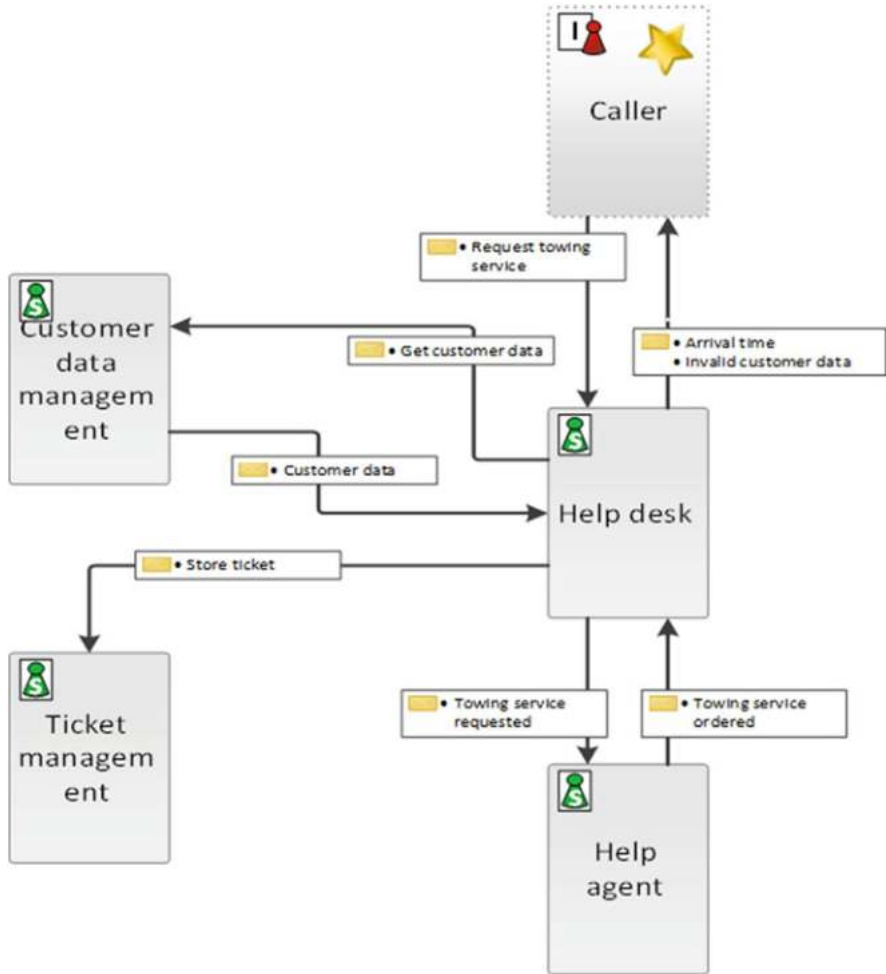 I
Caller
• Request towing
service
• Arrival time
• Invalid customer data
S
Customer
data
managem
ent
• Get customer data
• Customer data
S
Help desk
• Store ticket
S
Ticket
managem
ent
• Towing service
requested
• Towing service
ordered
S
Help
agent